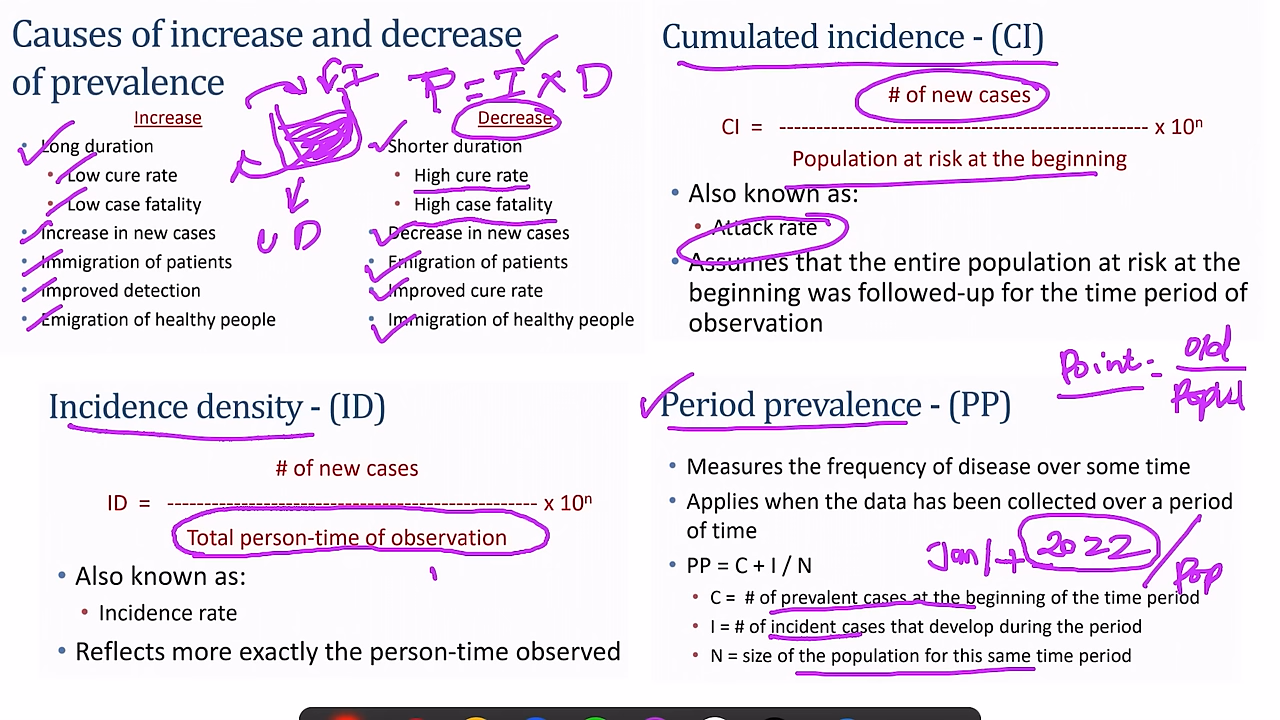 Causes of increase and decrease
of prevalence
I
P = I x D
Increase
Decrease
• Long duration
• Low cure rate
• Low case fatality
• Increase in new cases
• Immigration of patients
• Improved detection
• Emigration of healthy people
D
• Shorter duration
• High cure rate
• High case fatality
• Decrease in new cases
• Emigration of patients
• Improved cure rate
• Immigration of healthy people
Cumulated incidence - (CI)
# of new cases
CI = ---------------------------------------------------- x 10ⁿ
Population at risk at the beginning
• Also known as:
• Attack rate
• Assumes that the entire population at risk at the
beginning was followed-up for the time period of
observation
Incidence density - (ID)
# of new cases
ID = ---------------------------------------------------- x 10ⁿ
Total person-time of observation
• Also known as:
• Incidence rate
• Reflects more exactly the person-time observed
Point = old
Popul
Period prevalence - (PP)
• Measures the frequency of disease over some time
• Applies when the data has been collected over a period
of time
Jan 1 + 2022 / Pop
• PP = C + I / N
• C = # of prevalent cases at the beginning of the time period
• I = # of incident cases that develop during the period
• N = size of the population for this same time period